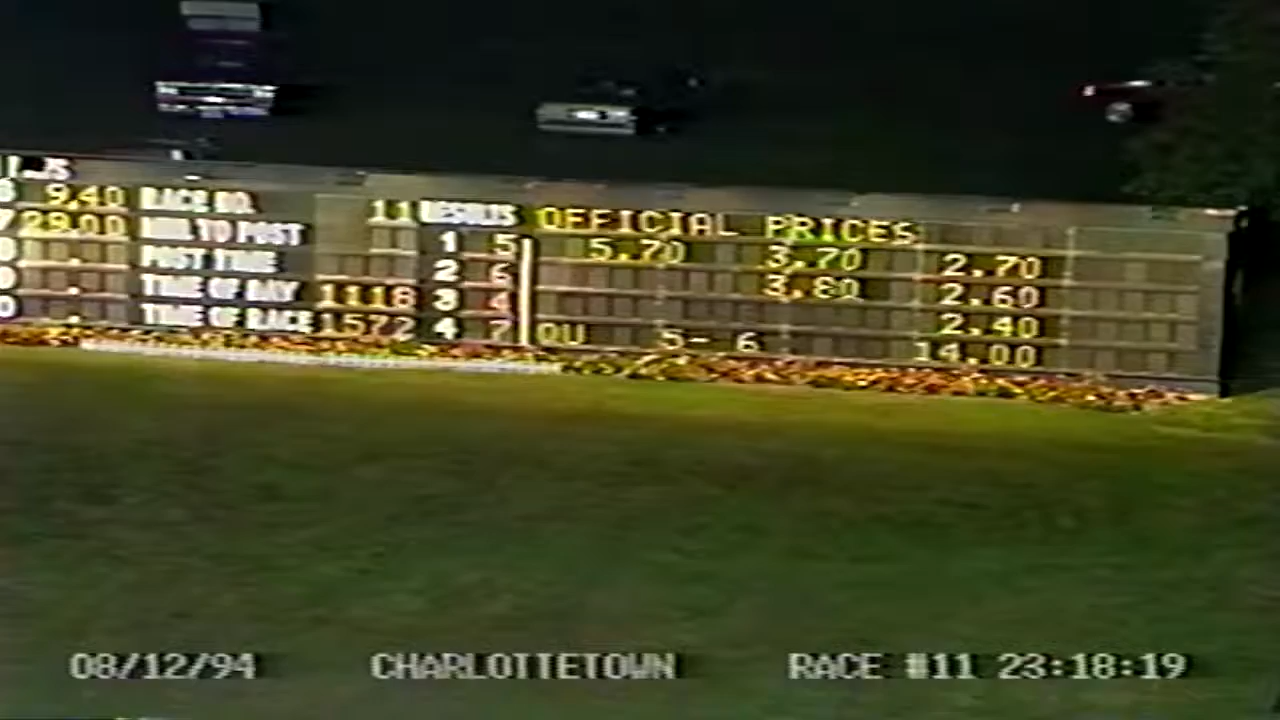 9.40 RACE NO. 11 RESULTS OFFICIAL PRICES
7 29.00 MIN. TO POST 1 5 5.70 3.70 2.70
POST TIME 2 6 3.80 2.60
TIME OF DAY 1118 3 4 2.40
0 . TIME OF RACE 1572 4 7 QU 5- 6 14.00
08/12/94 CHARLOTTETOWN RACE #11 23:18:19